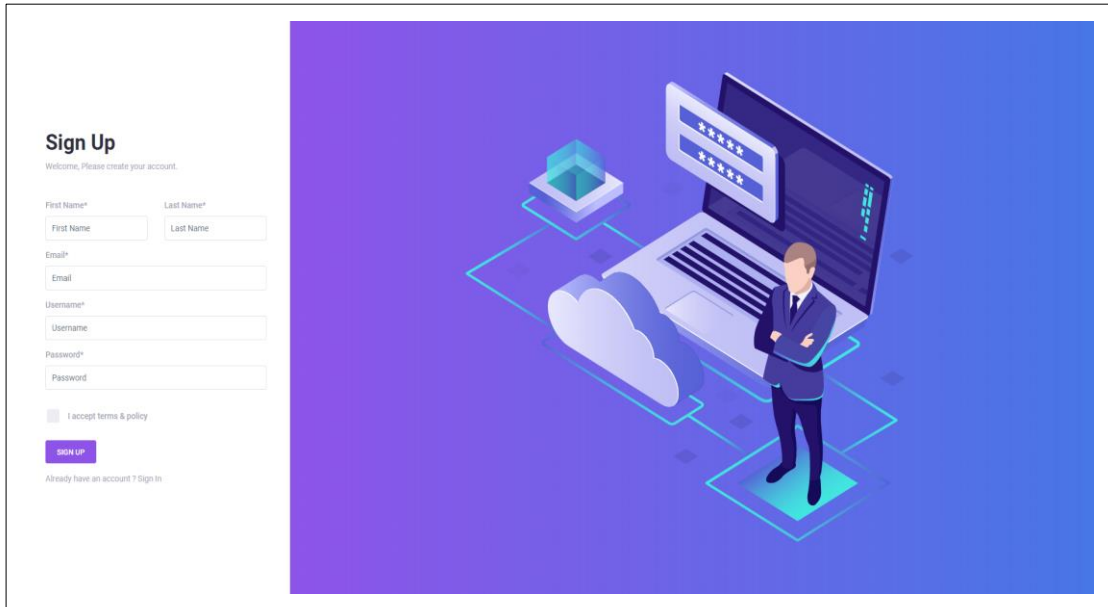 Sign Up
Welcome, Please create your account.
First Name* Last Name*
First Name Last Name
Email*
Email
Username*
Username
Password*
Password
I accept terms & policy
SIGN UP
Already have an account ? Sign In
*****
*****